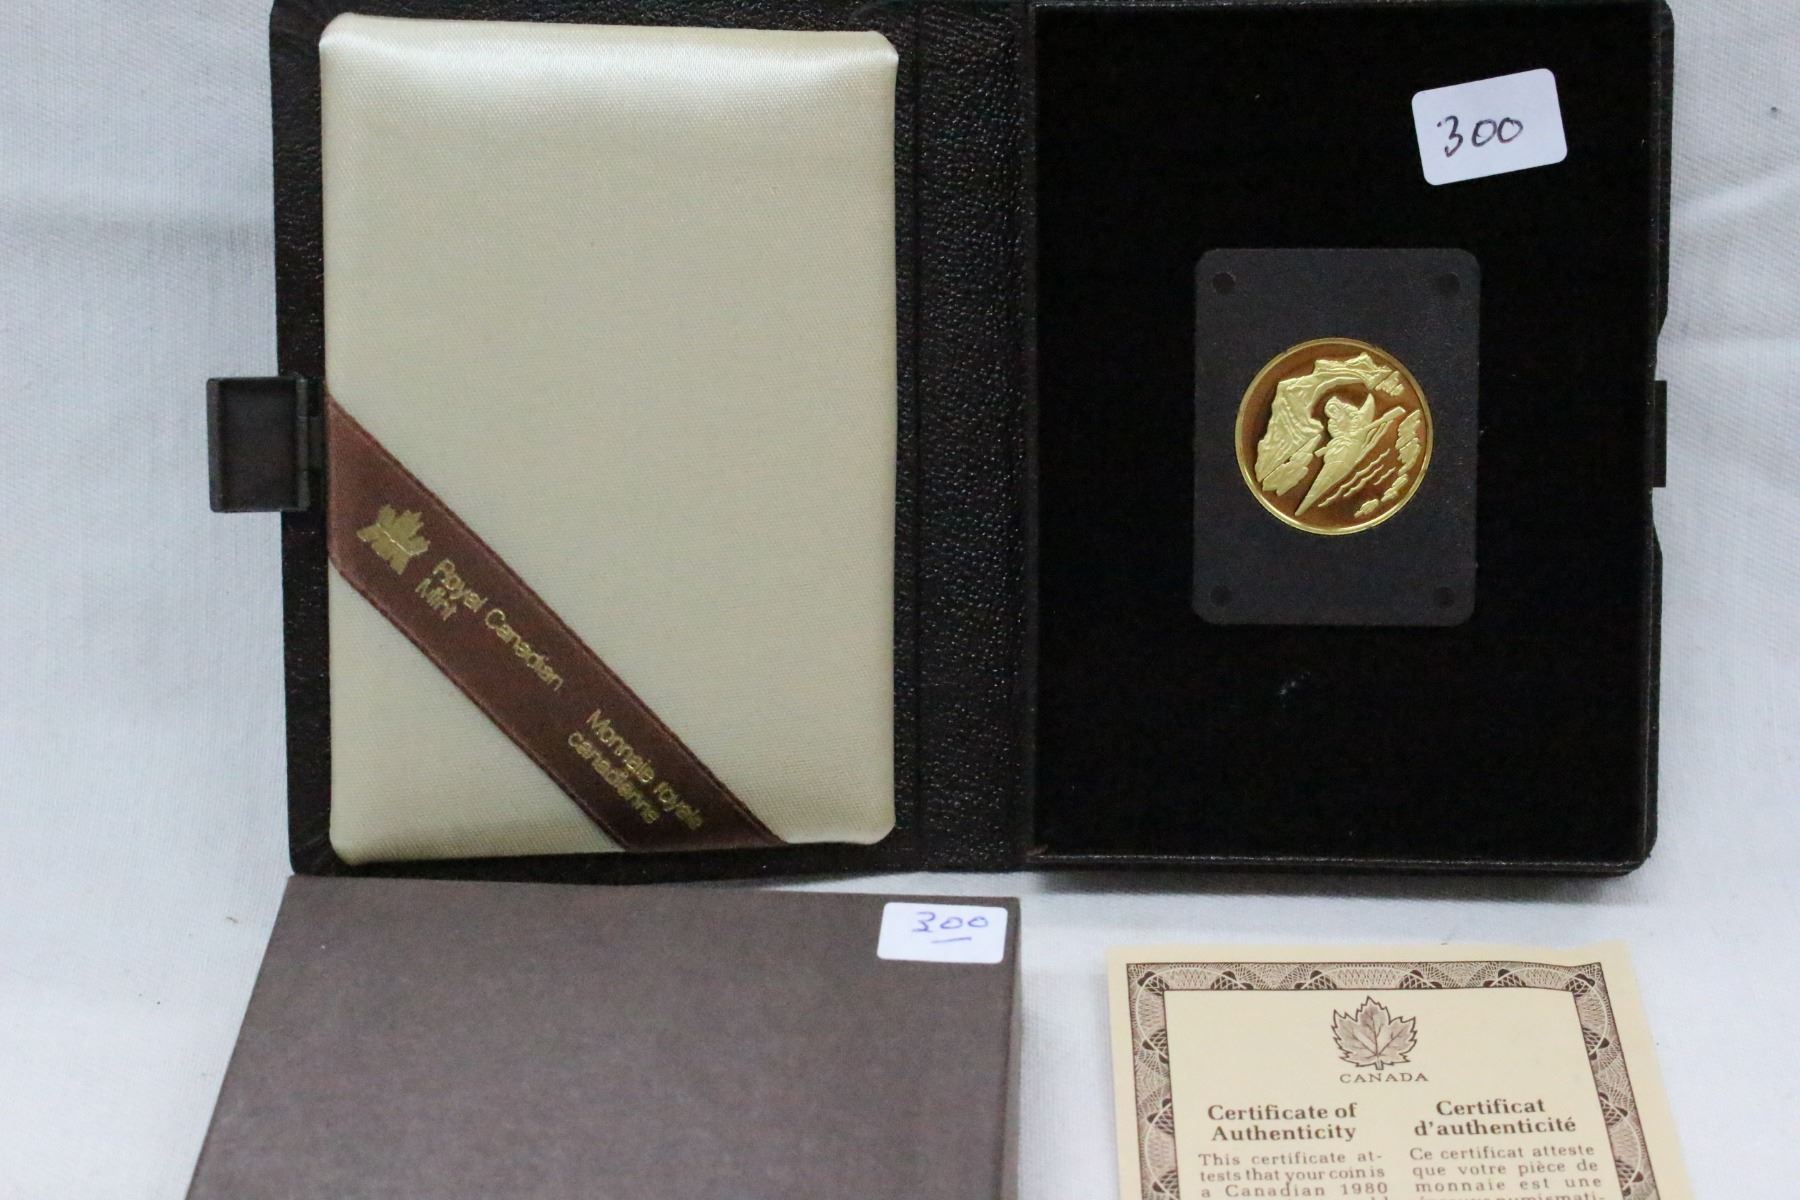 300
Royal Canadian
Mint
Monnaie royale
canadienne
300
CANADA
Certificate of
Authenticity
This certificate at-
tests that your coin is
a Canadian 1980
Certificat
d'authenticité
Ce certificat atteste
que votre pièce de
monnaie est une